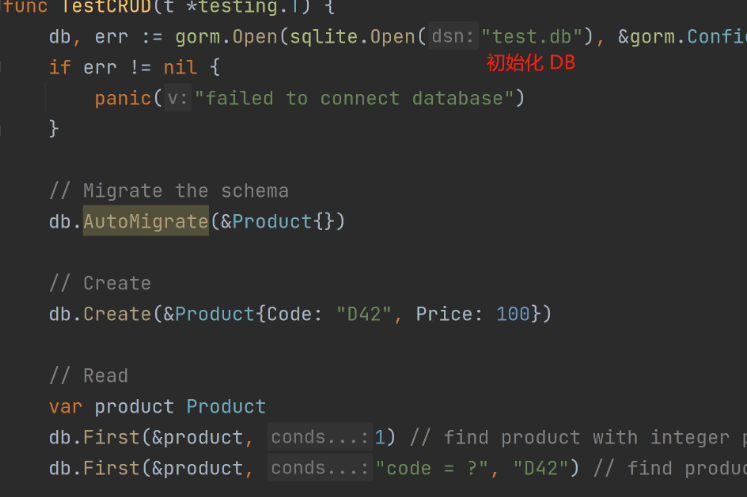 func TestCRUD(t *testing.T) {
db, err := gorm.Open(sqlite.Open( dsn: "test.db"), &gorm.Config
初始化 DB
if err != nil {
panic( v: "failed to connect database")
}
// Migrate the schema
db.AutoMigrate(&Product{})
// Create
db.Create(&Product{Code: "D42", Price: 100})
// Read
var product Product
db.First(&product, conds...: 1) // find product with integer p
db.First(&product, conds...: "code = ?", "D42") // find produc